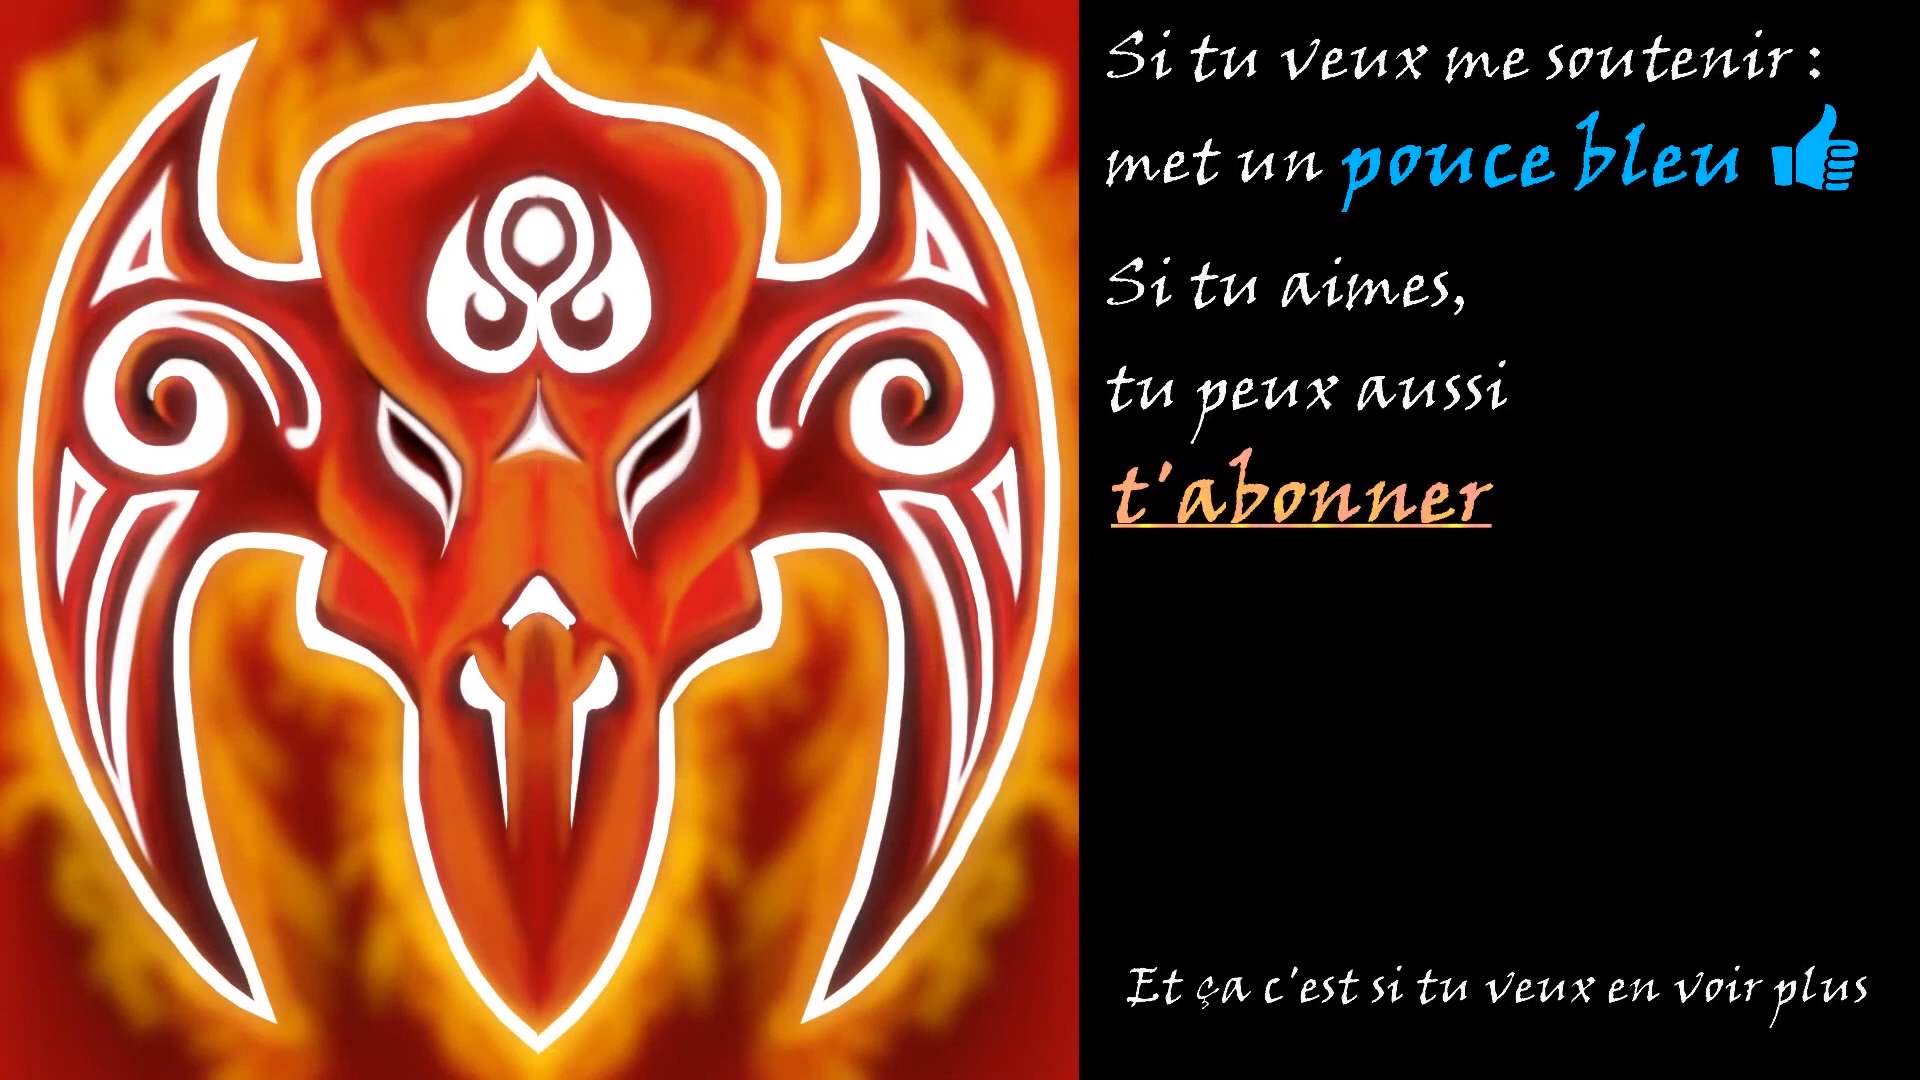 Si tu veux me soutenir :
met un pouce bleu
Si tu aimes,
tu peux aussi
t'abonner
Et ça c'est si tu veux en voir plus